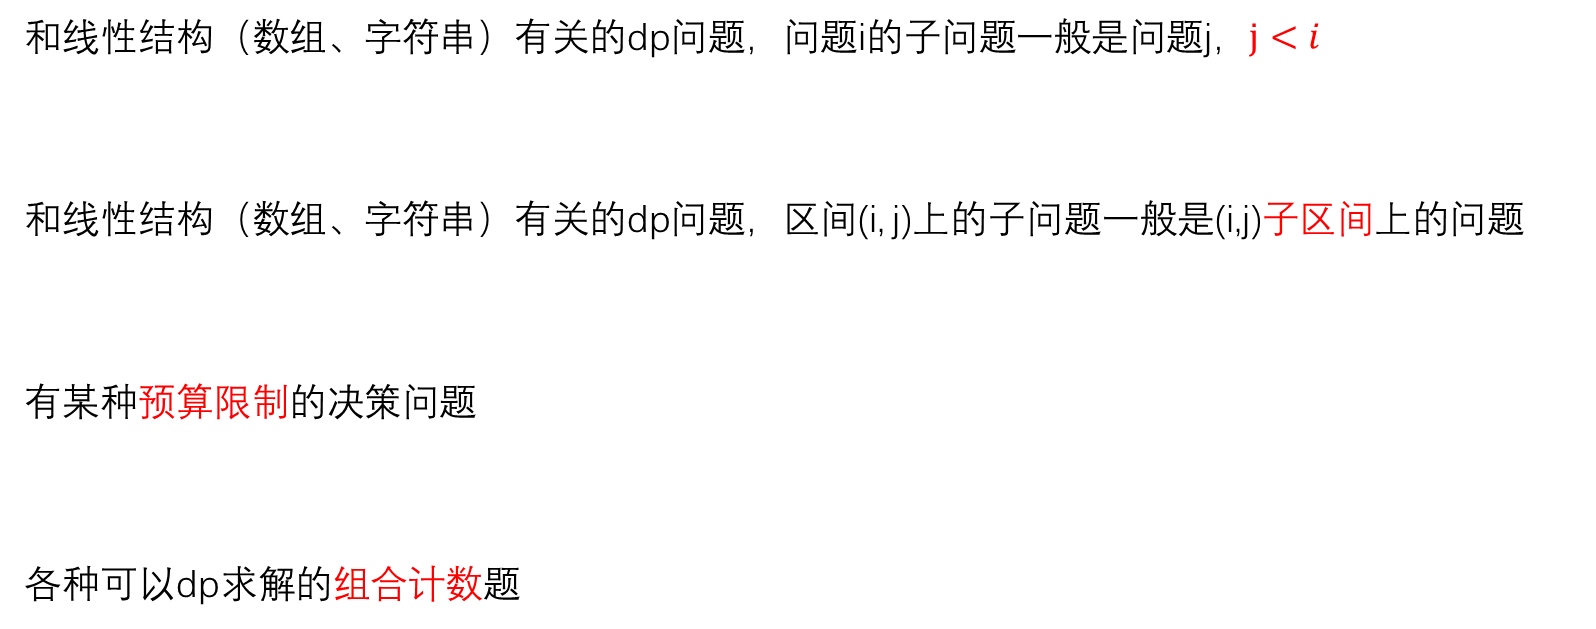 和线性结构（数组、字符串）有关的dp问题，问题i的子问题一般是问题j，j < i
和线性结构（数组、字符串）有关的dp问题，区间(i, j)上的子问题一般是(i,j)子区间上的问题
有某种预算限制的决策问题
各种可以dp求解的组合计数题